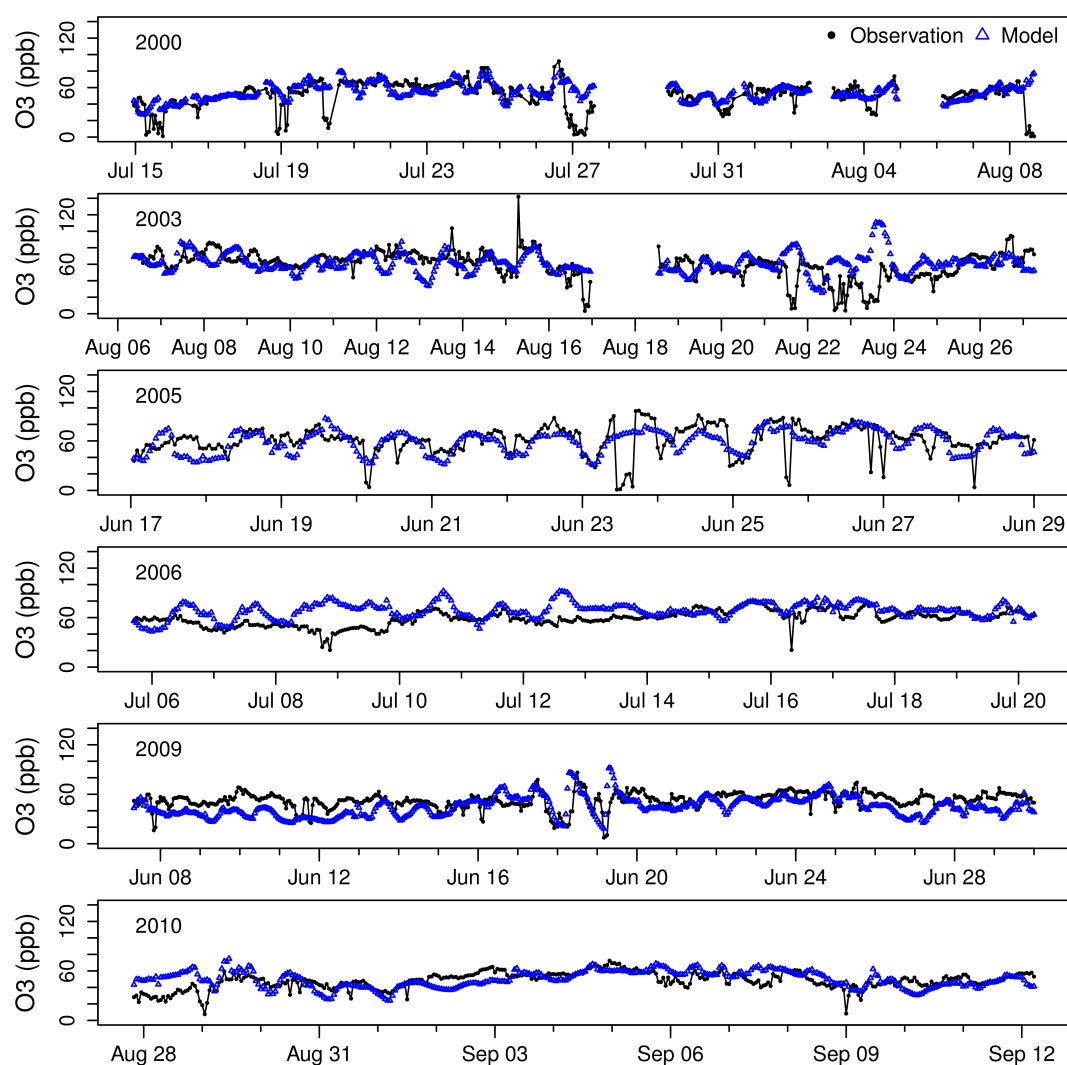 2000
● Observation △ Model
O3 (ppb)
0 60 120
Jul 15 Jul 19 Jul 23 Jul 27 Jul 31 Aug 04 Aug 08
2003
O3 (ppb)
0 60 120
Aug 06 Aug 08 Aug 10 Aug 12 Aug 14 Aug 16 Aug 18 Aug 20 Aug 22 Aug 24 Aug 26
2005
O3 (ppb)
0 60 120
Jun 17 Jun 19 Jun 21 Jun 23 Jun 25 Jun 27 Jun 29
2006
O3 (ppb)
0 60 120
Jul 06 Jul 08 Jul 10 Jul 12 Jul 14 Jul 16 Jul 18 Jul 20
2009
O3 (ppb)
0 60 120
Jun 08 Jun 12 Jun 16 Jun 20 Jun 24 Jun 28
2010
O3 (ppb)
0 60 120
Aug 28 Aug 31 Sep 03 Sep 06 Sep 09 Sep 12